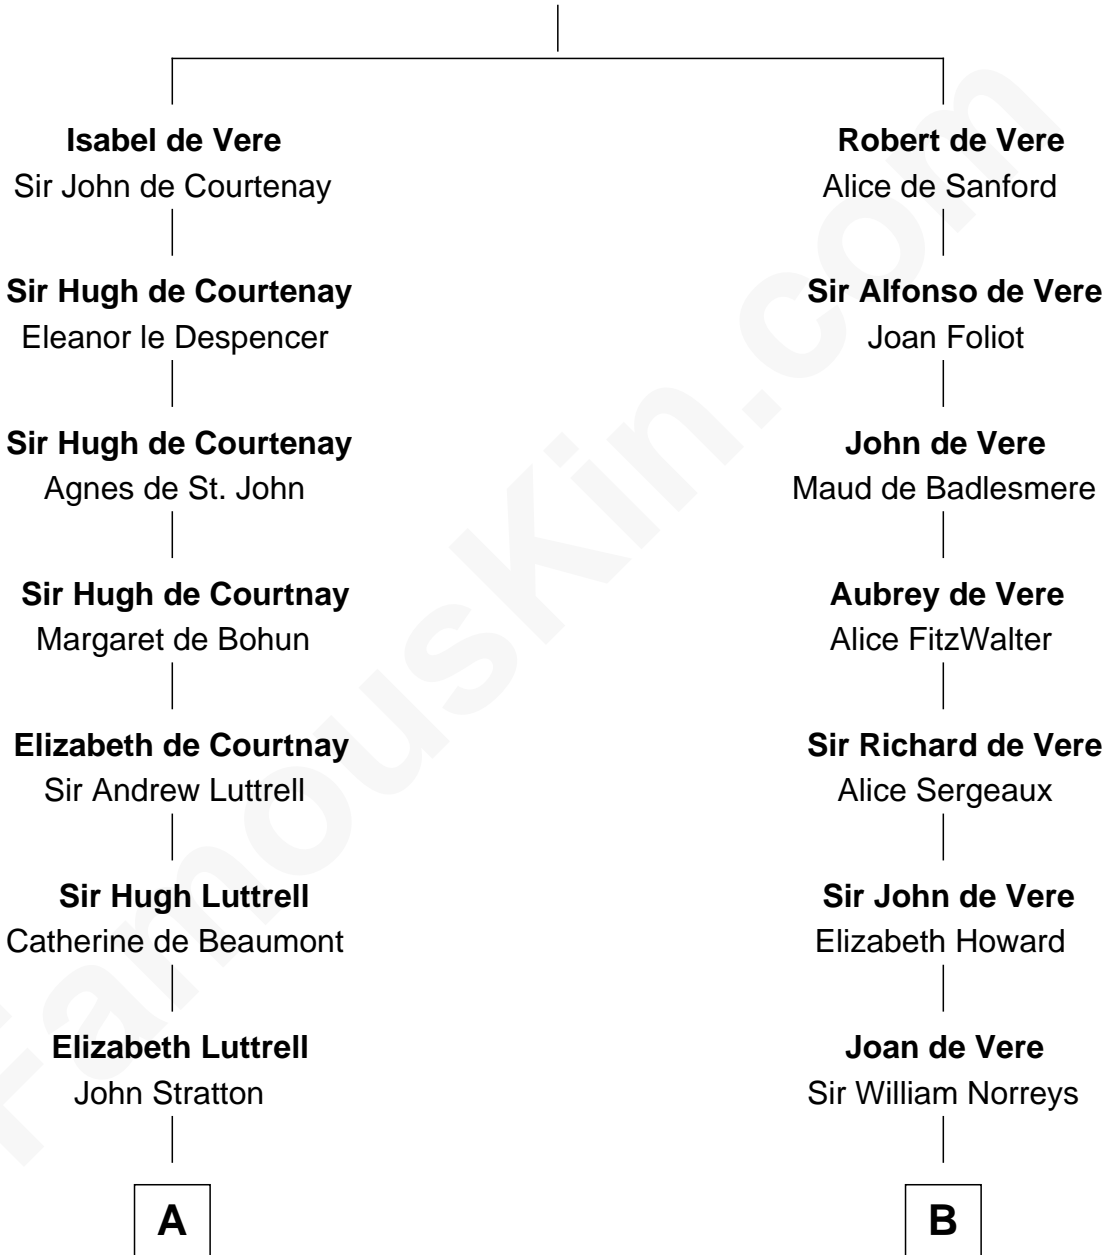 Isabel de Vere
Sir John de Courtenay
Sir Hugh de Courtenay
Eleanor le Despencer
Sir Hugh de Courtenay
Agnes de St. John
Sir Hugh de Courtnay
Margaret de Bohun
Elizabeth de Courtnay
Sir Andrew Luttrell
Sir Hugh Luttrell
Catherine de Beaumont
Elizabeth Luttrell
John Stratton
A
Robert de Vere
Alice de Sanford
Sir Alfonso de Vere
Joan Foliot
John de Vere
Maud de Badlesmere
Aubrey de Vere
Alice FitzWalter
Sir Richard de Vere
Alice Sergeaux
Sir John de Vere
Elizabeth Howard
Joan de Vere
Sir William Norreys
B
FamousKin.com